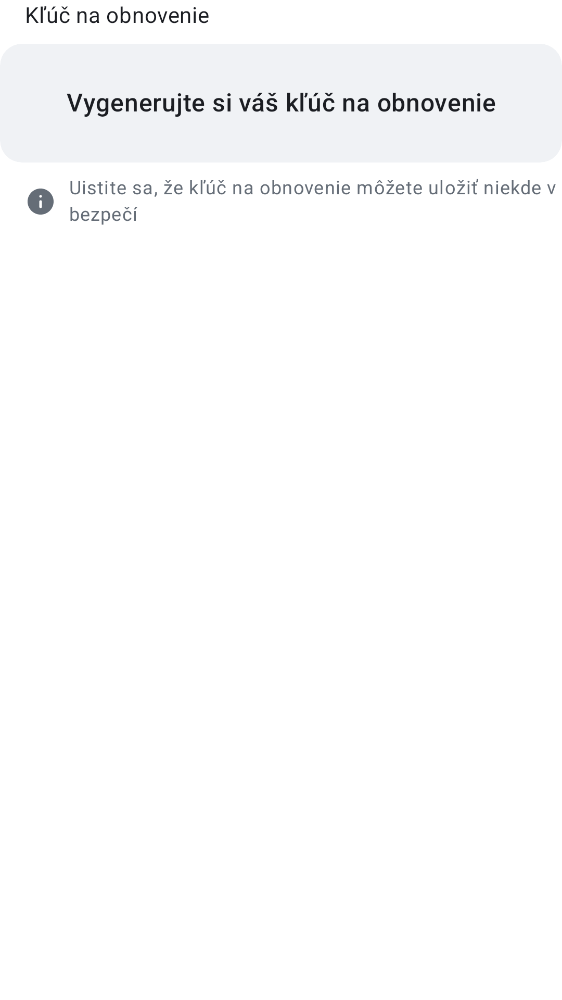 Kľúč na obnovenie
Vygenerujte si váš kľúč na obnovenie
Uistite sa, že kľúč na obnovenie môžete uložiť niekde v
bezpečí